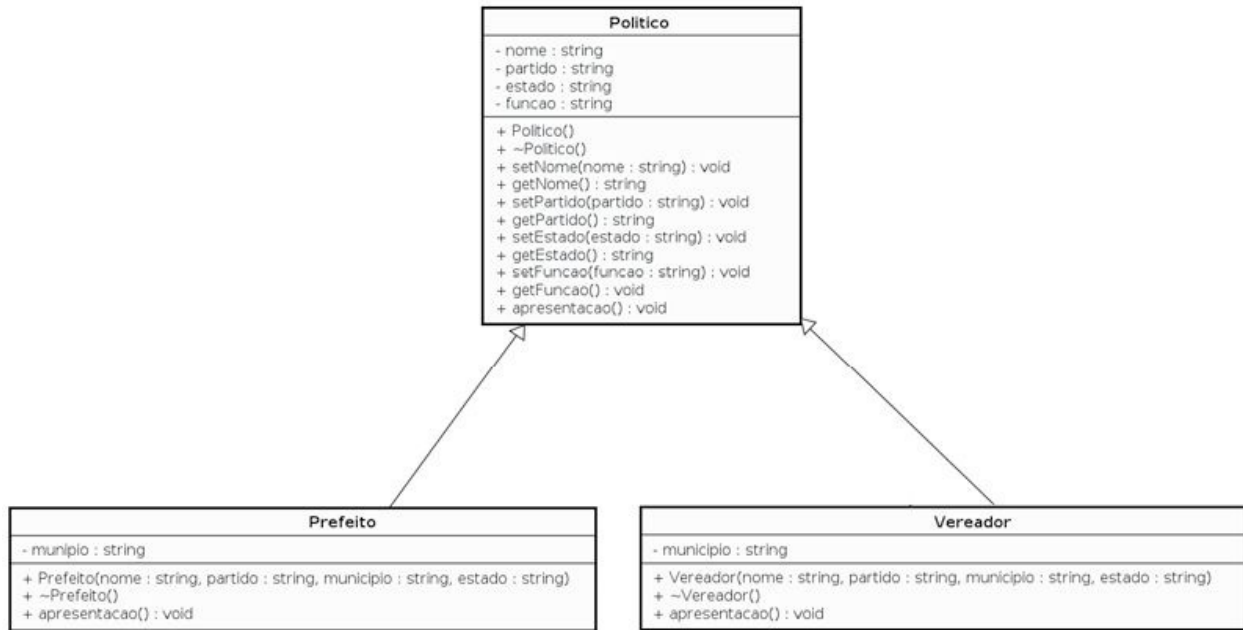 Politico
- nome : string
- partido : string
- estado : string
- funcao : string
+ Politico()
+ ~Politico()
+ setNome(nome : string) : void
+ getNome() : string
+ setPartido(partido : string) : void
+ getPartido() : string
+ setEstado(estado : string) : void
+ getEstado() : string
+ setFuncao(funcao : string) : void
+ getFuncao() : void
+ apresentacao() : void
Prefeito
- munipio : string
+ Prefeito(nome : string, partido : string, municipio : string, estado : string)
+ ~Prefeito()
+ apresentacao() : void
Vereador
- municipio : string
+ Vereador(nome : string, partido : string, municipio : string, estado : string)
+ ~Vereador()
+ apresentacao() : void